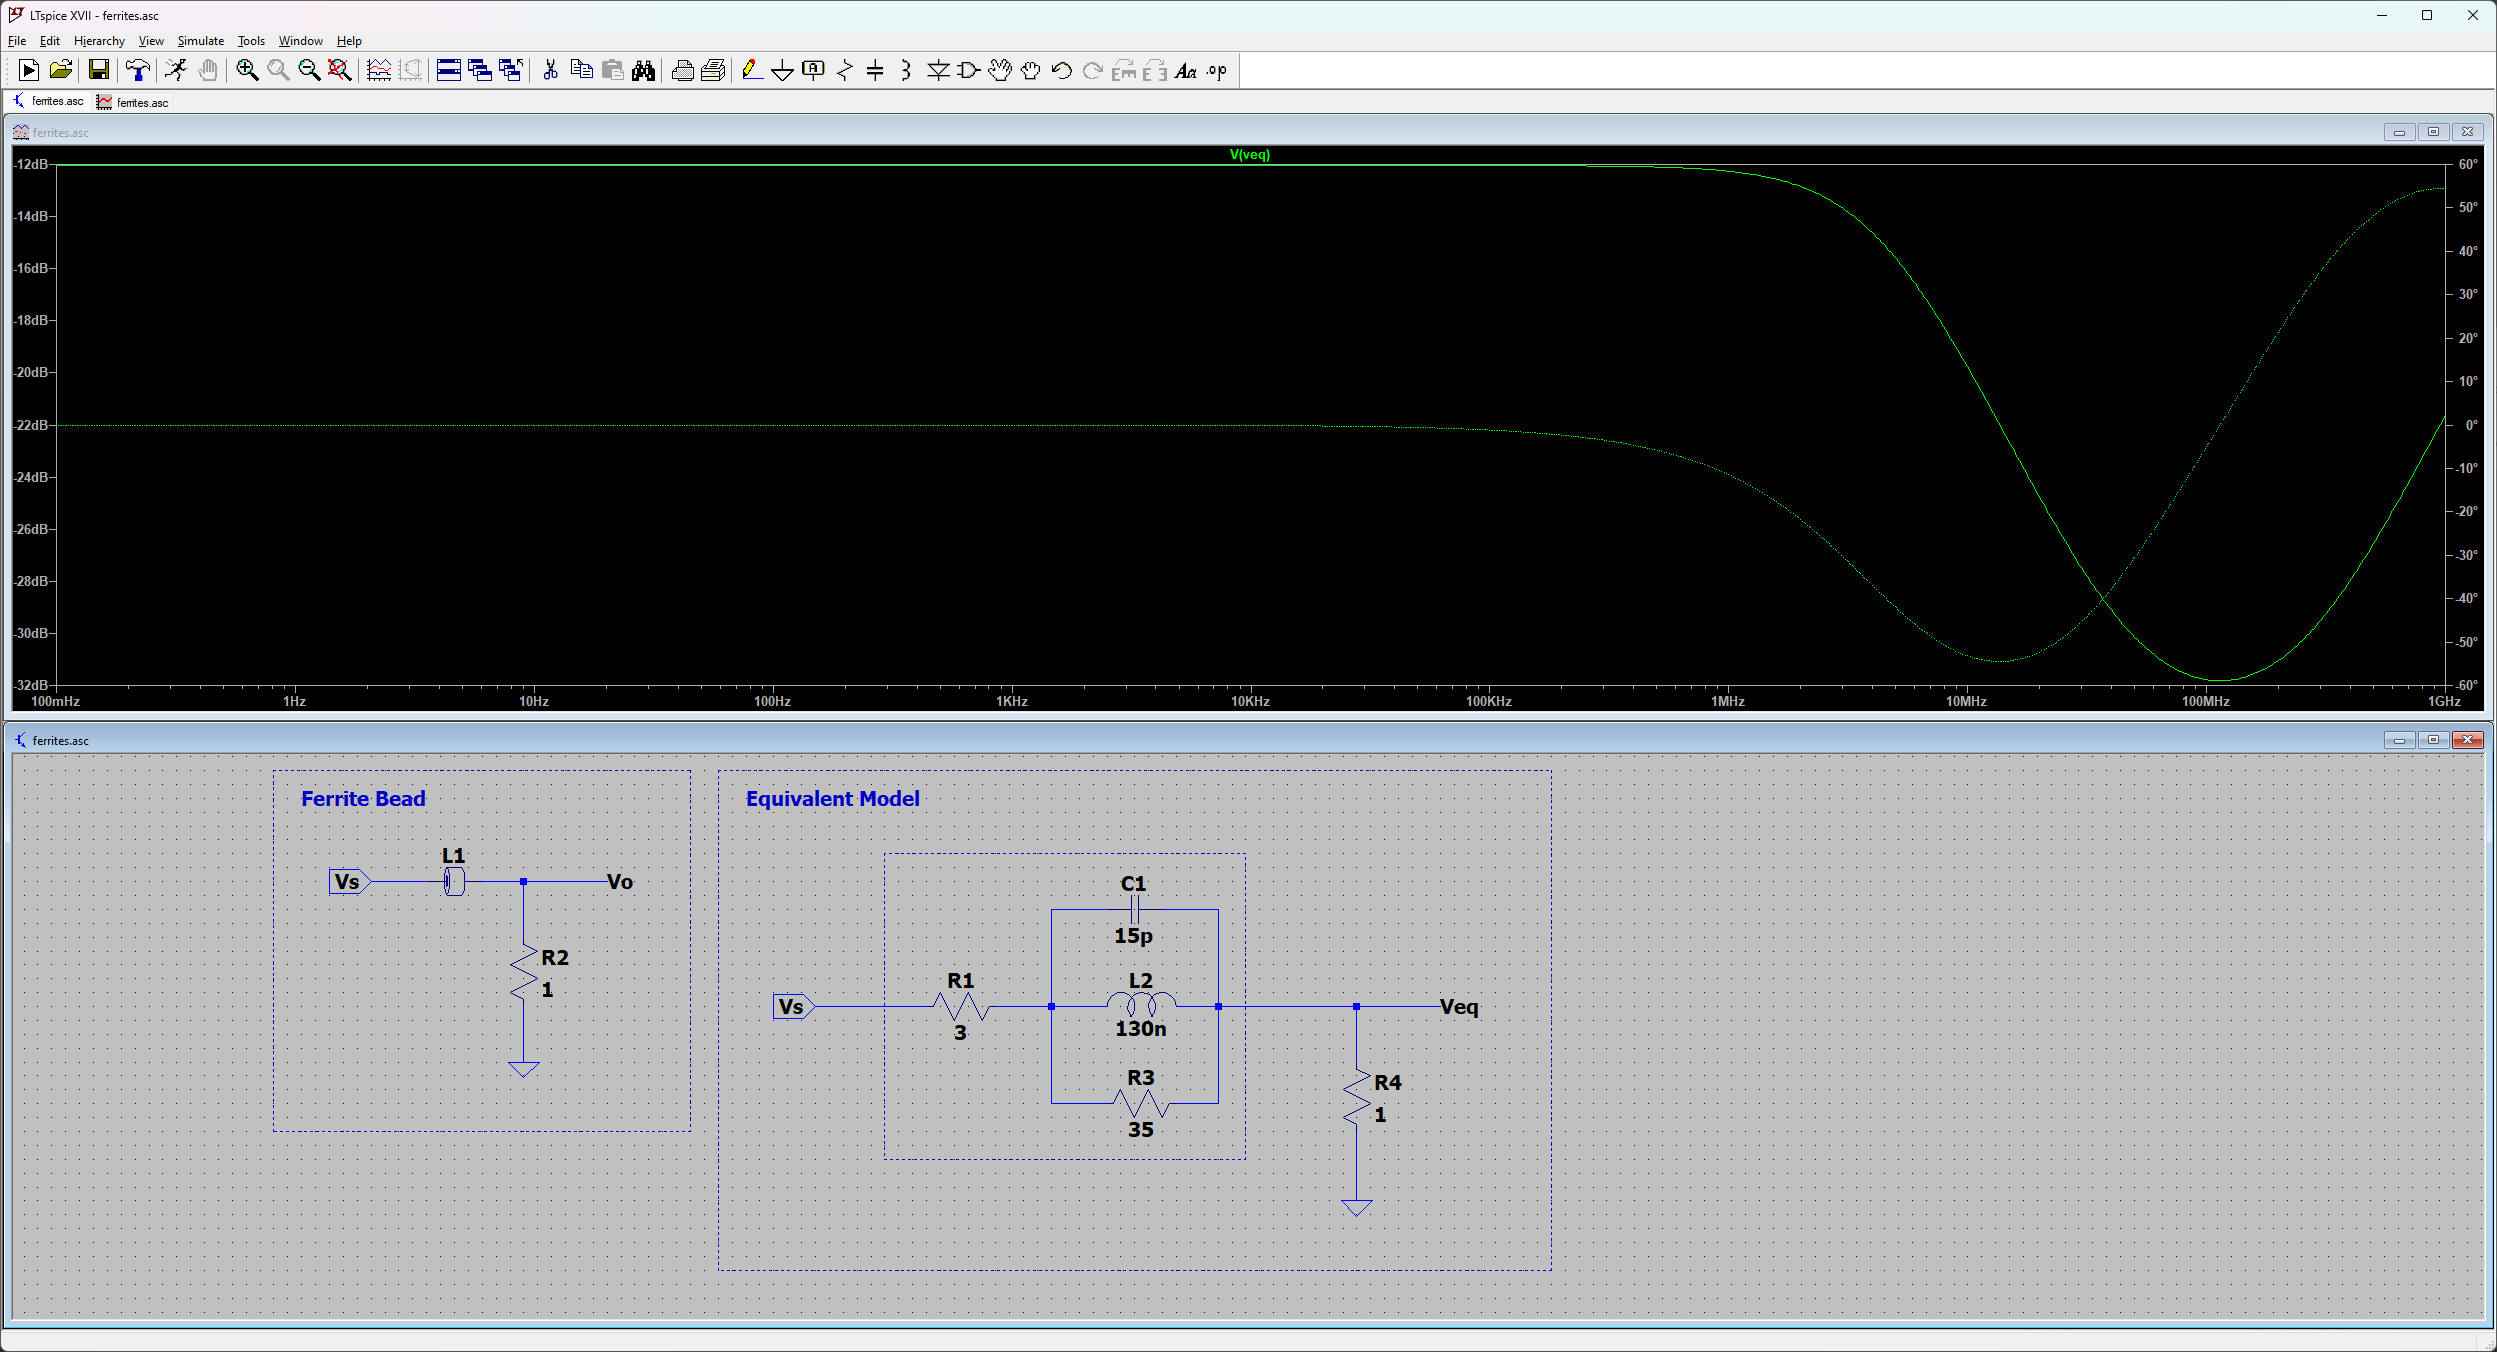 LTspice XVII - ferrites.asc
File Edit Hierarchy View Simulate Tools Window Help
A Aa .op
ferrites.asc ferrites.asc
ferrites.asc
V(veq)
-12dB 60°
-14dB 50°
-16dB 40°
-18dB 30°
20°
-20dB 10°
-22dB 0°
-24dB -10°
-26dB -20°
-28dB -30°
-40°
-30dB -50°
-32dB -60°
100mHz 1Hz 10Hz 100Hz 1KHz 10KHz 100KHz 1MHz 10MHz 100MHz 1GHz
ferrites.asc
Ferrite Bead
L1
Vs Vo
R2
1
Equivalent Model
C1
15p
R1 L2
Vs Veq
3 130n
R3
35
R4
1